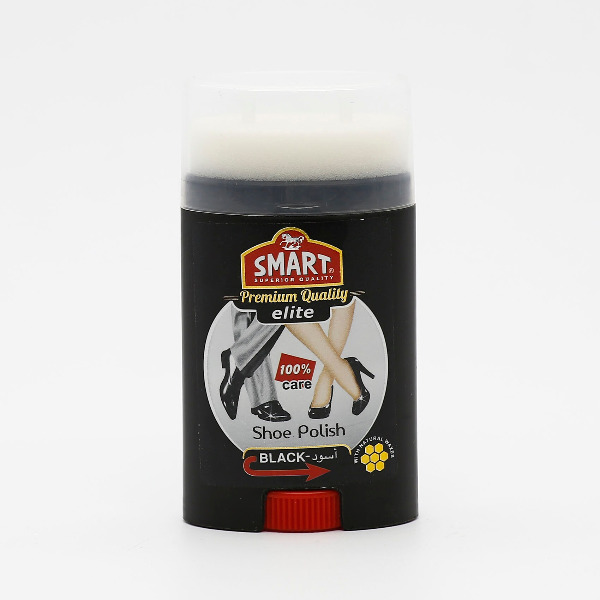 SMART®
SUPERIOR QUALITY
Premium Quality
elite
100%
care
Shoe Polish
BLACK-أسود
WITH NATURAL WAXES